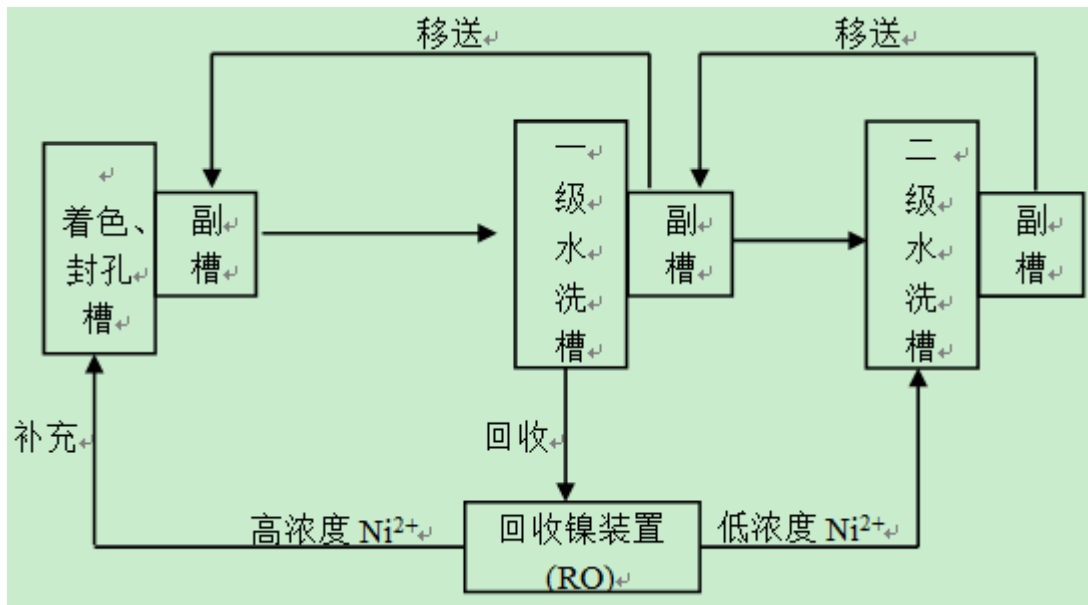 移送
移送
着色、
封孔
槽
副
槽
一
级
水
洗
槽
副
槽
二
级
水
洗
槽
副
槽
补充
回收
高浓度 Ni²⁺
回收镍装置
(RO)
低浓度 Ni²⁺